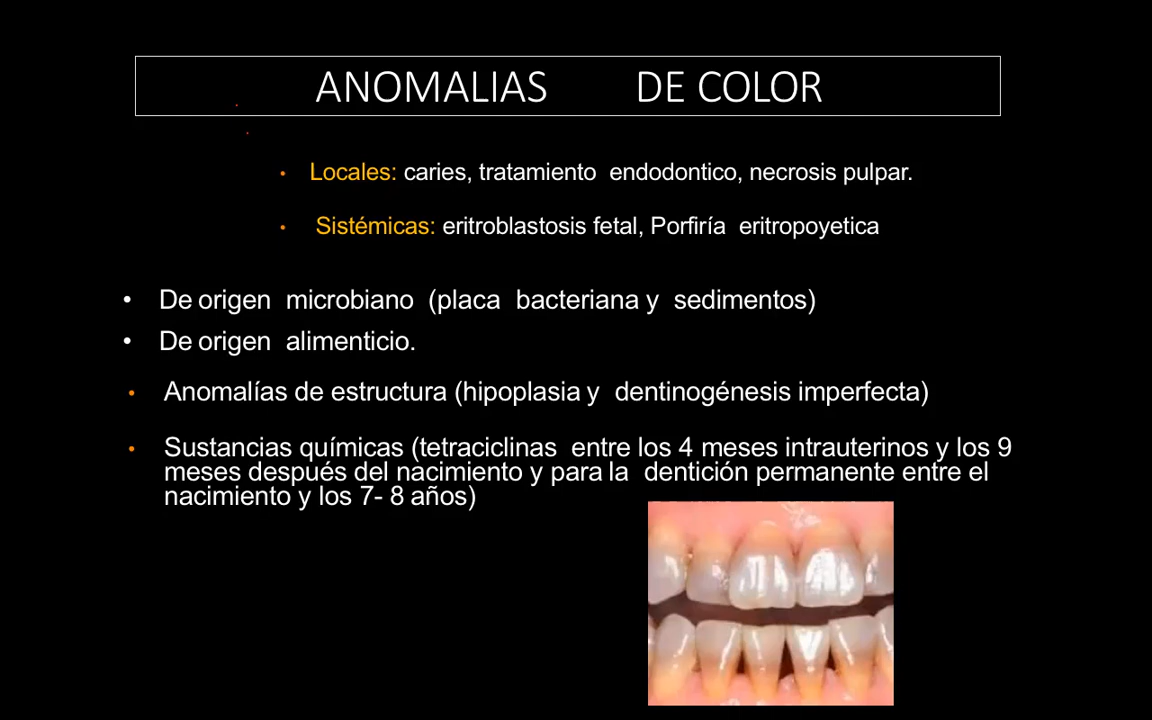 ANOMALIAS DE COLOR
• Locales: caries, tratamiento endodontico, necrosis pulpar.
• Sistémicas: eritroblastosis fetal, Porfiría eritropoyetica
• De origen microbiano (placa bacteriana y sedimentos)
• De origen alimenticio.
• Anomalías de estructura (hipoplasia y dentinogénesis imperfecta)
• Sustancias químicas (tetraciclinas entre los 4 meses intrauterinos y los 9
meses después del nacimiento y para la dentición permanente entre el
nacimiento y los 7- 8 años)